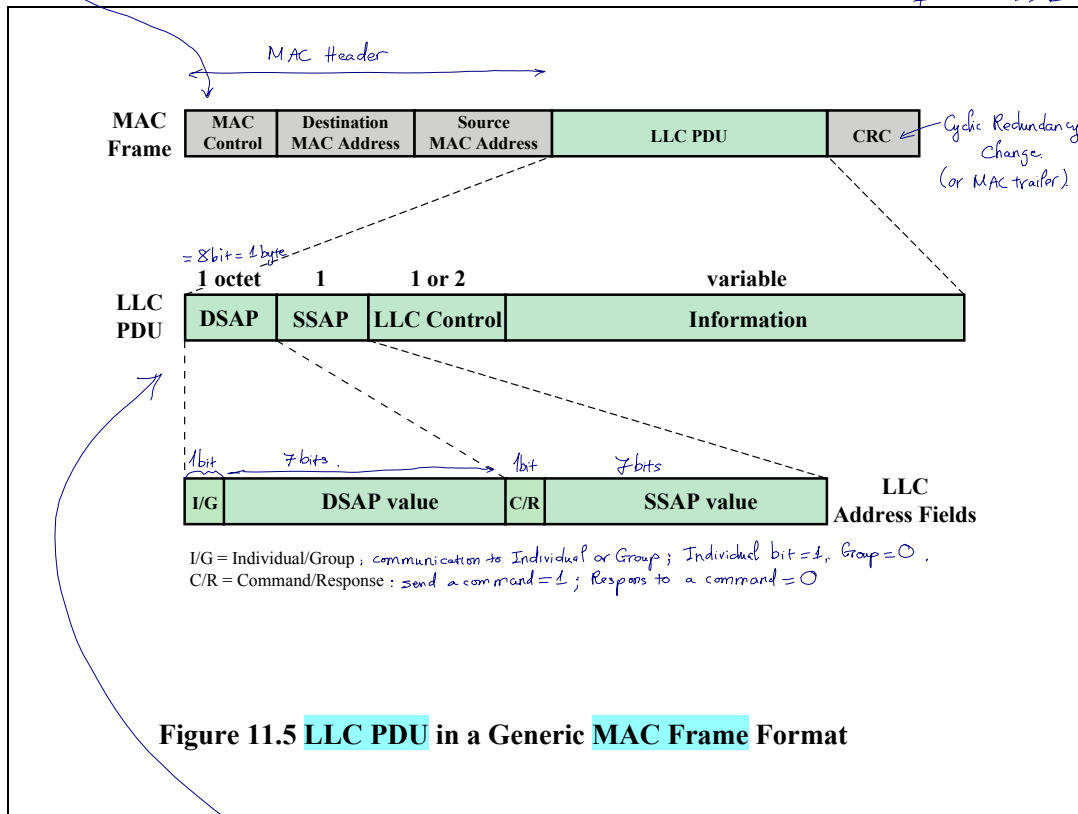 MAC Header
MAC Frame
MAC Control
Destination MAC Address
Source MAC Address
LLC PDU
CRC
Cyclic Redundancy
Change.
(or MAC trailer)
= 8bit = 1byte
1 octet 1 1 or 2 variable
LLC PDU
DSAP SSAP LLC Control Information
1bit 7bits. 1bit 7bits
I/G DSAP value C/R SSAP value
LLC
Address Fields
I/G = Individual/Group ; communication to Individual or Group ; Individual bit = 1, Group = 0 .
C/R = Command/Response : send a command = 1 ; Respons to a command = 0
Figure 11.5 LLC PDU in a Generic MAC Frame Format